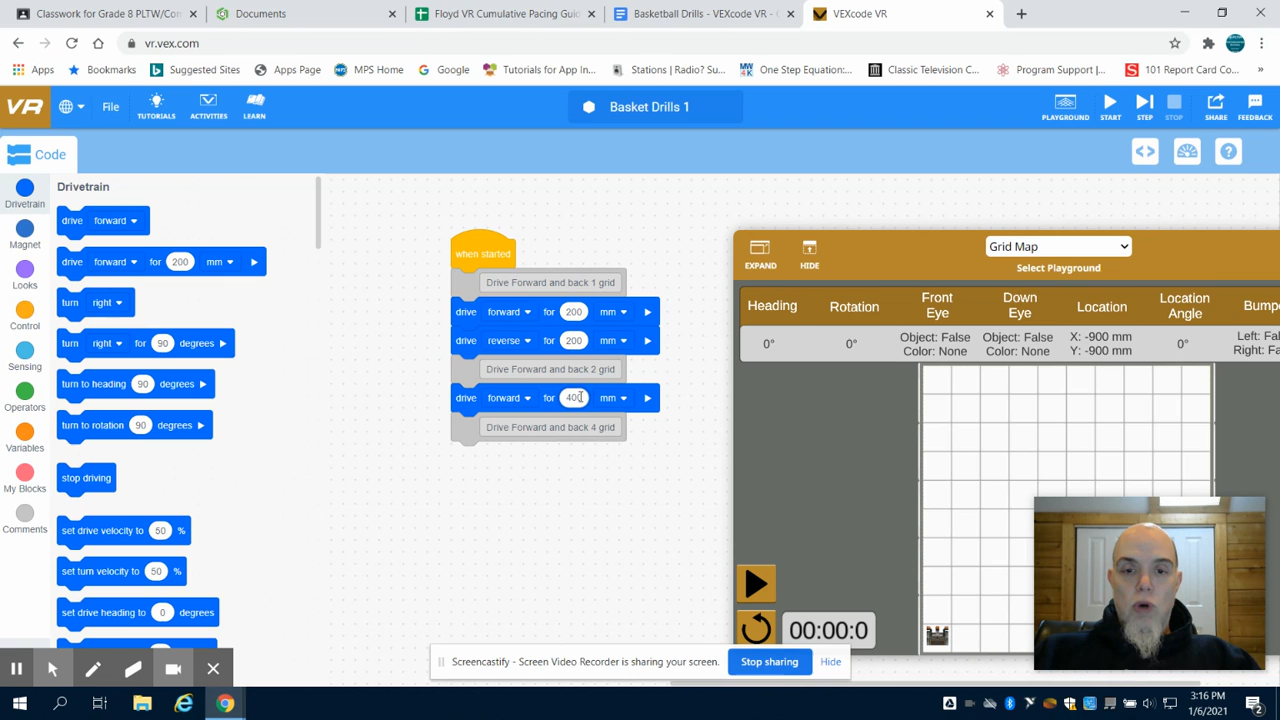 Classwork for Grade 8 PLTW/Con
Documents
Floyd VR Cumulative Pacing Guid
Basketball Drills - VEXcode VR - G
VEXcode VR
vr.vex.com
Apps
Bookmarks
Suggested Sites
Apps Page
MPS Home
Google
Tutorials for App In...
Stations | Radio? Su...
One Step Equation:...
Classic Television C...
Program Support |...
101 Report Card Co...
VR
File
TUTORIALS
ACTIVITIES
LEARN
Basket Drills 1
PLAYGROUND
START
STEP
STOP
SHARE
FEEDBACK
Code
Drivetrain
Magnet
Looks
Control
Sensing
Operators
Variables
My Blocks
Comments
Drivetrain
drive forward
drive forward for 200 mm
turn right
turn right for 90 degrees
turn to heading 90 degrees
turn to rotation 90 degrees
stop driving
set drive velocity to 50 %
set turn velocity to 50 %
set drive heading to 0 degrees
when started
Drive Forward and back 1 grid
drive forward for 200 mm
drive reverse for 200 mm
Drive Forward and back 2 grid
drive forward for 400 mm
Drive Forward and back 4 grid
EXPAND
HIDE
Grid Map
Select Playground
Heading Rotation Front Eye Down Eye Location Location Angle Bump
0° 0° Object: False Color: None Object: False Color: None X: -900 mm Y: -900 mm 0° Left: Fa Right: Fa
00:00:0
Screencastify - Screen Video Recorder is sharing your screen.
Stop sharing
Hide
3:16 PM
1/6/2021
2